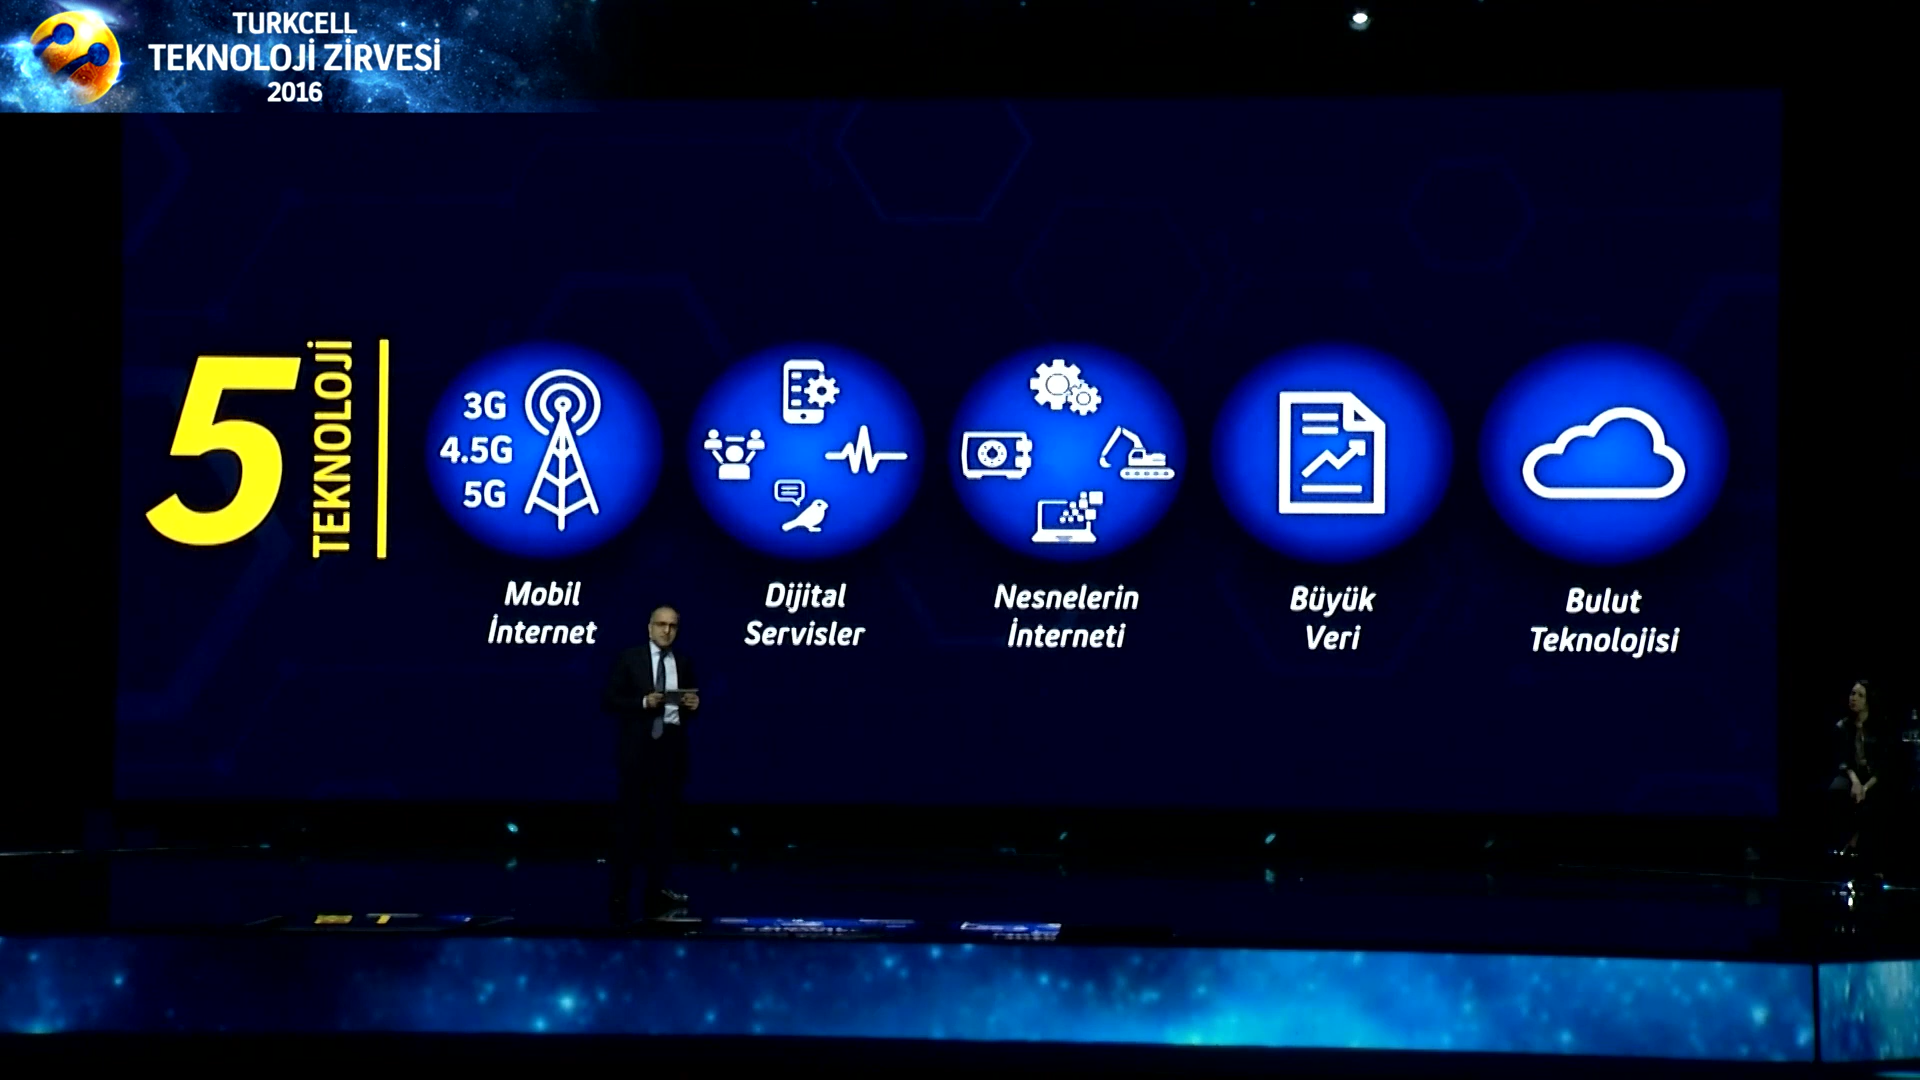 TURKCELL
TEKNOLOJİ ZİRVESİ
2016
5
TEKNOLOJİ
3G
4.5G
5G
Mobil
İnternet
Dijital
Servisler
Nesnelerin
İnterneti
Büyük
Veri
Bulut
Teknolojisi